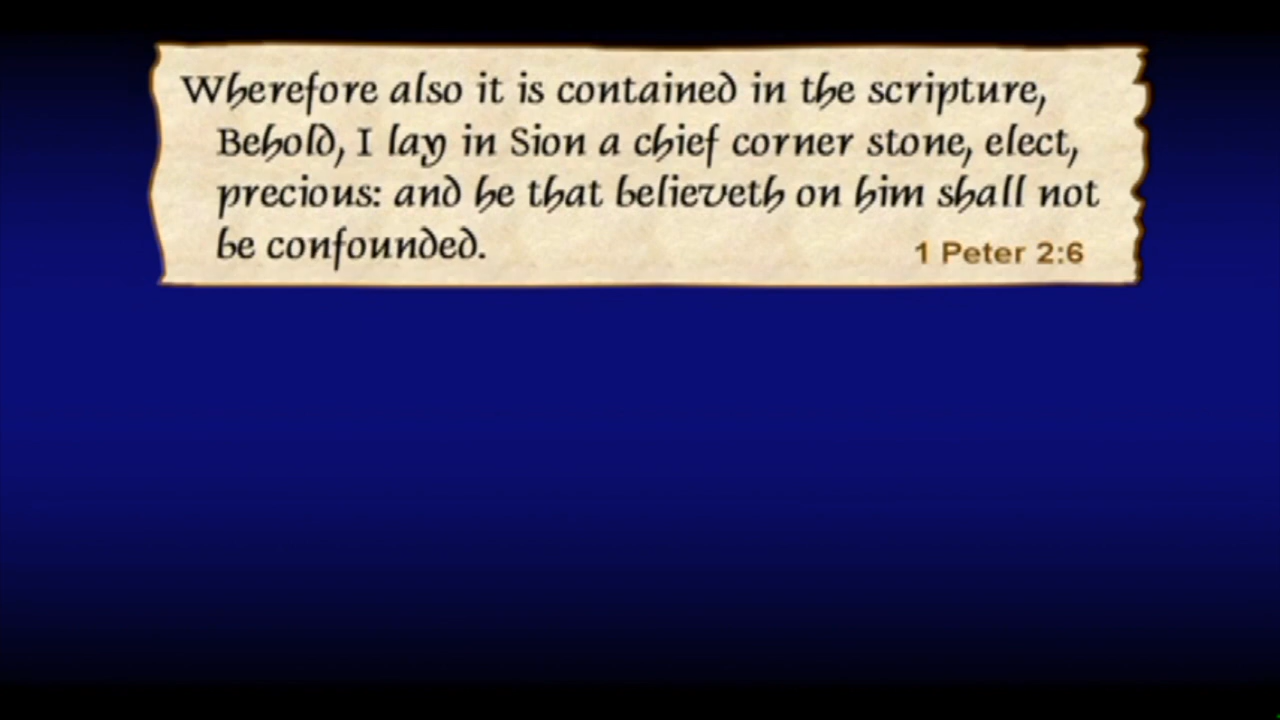 Wherefore also it is contained in the scripture,
Behold, I lay in Sion a chief corner stone, elect,
precious: and he that believeth on him shall not
be confounded.
1 Peter 2:6